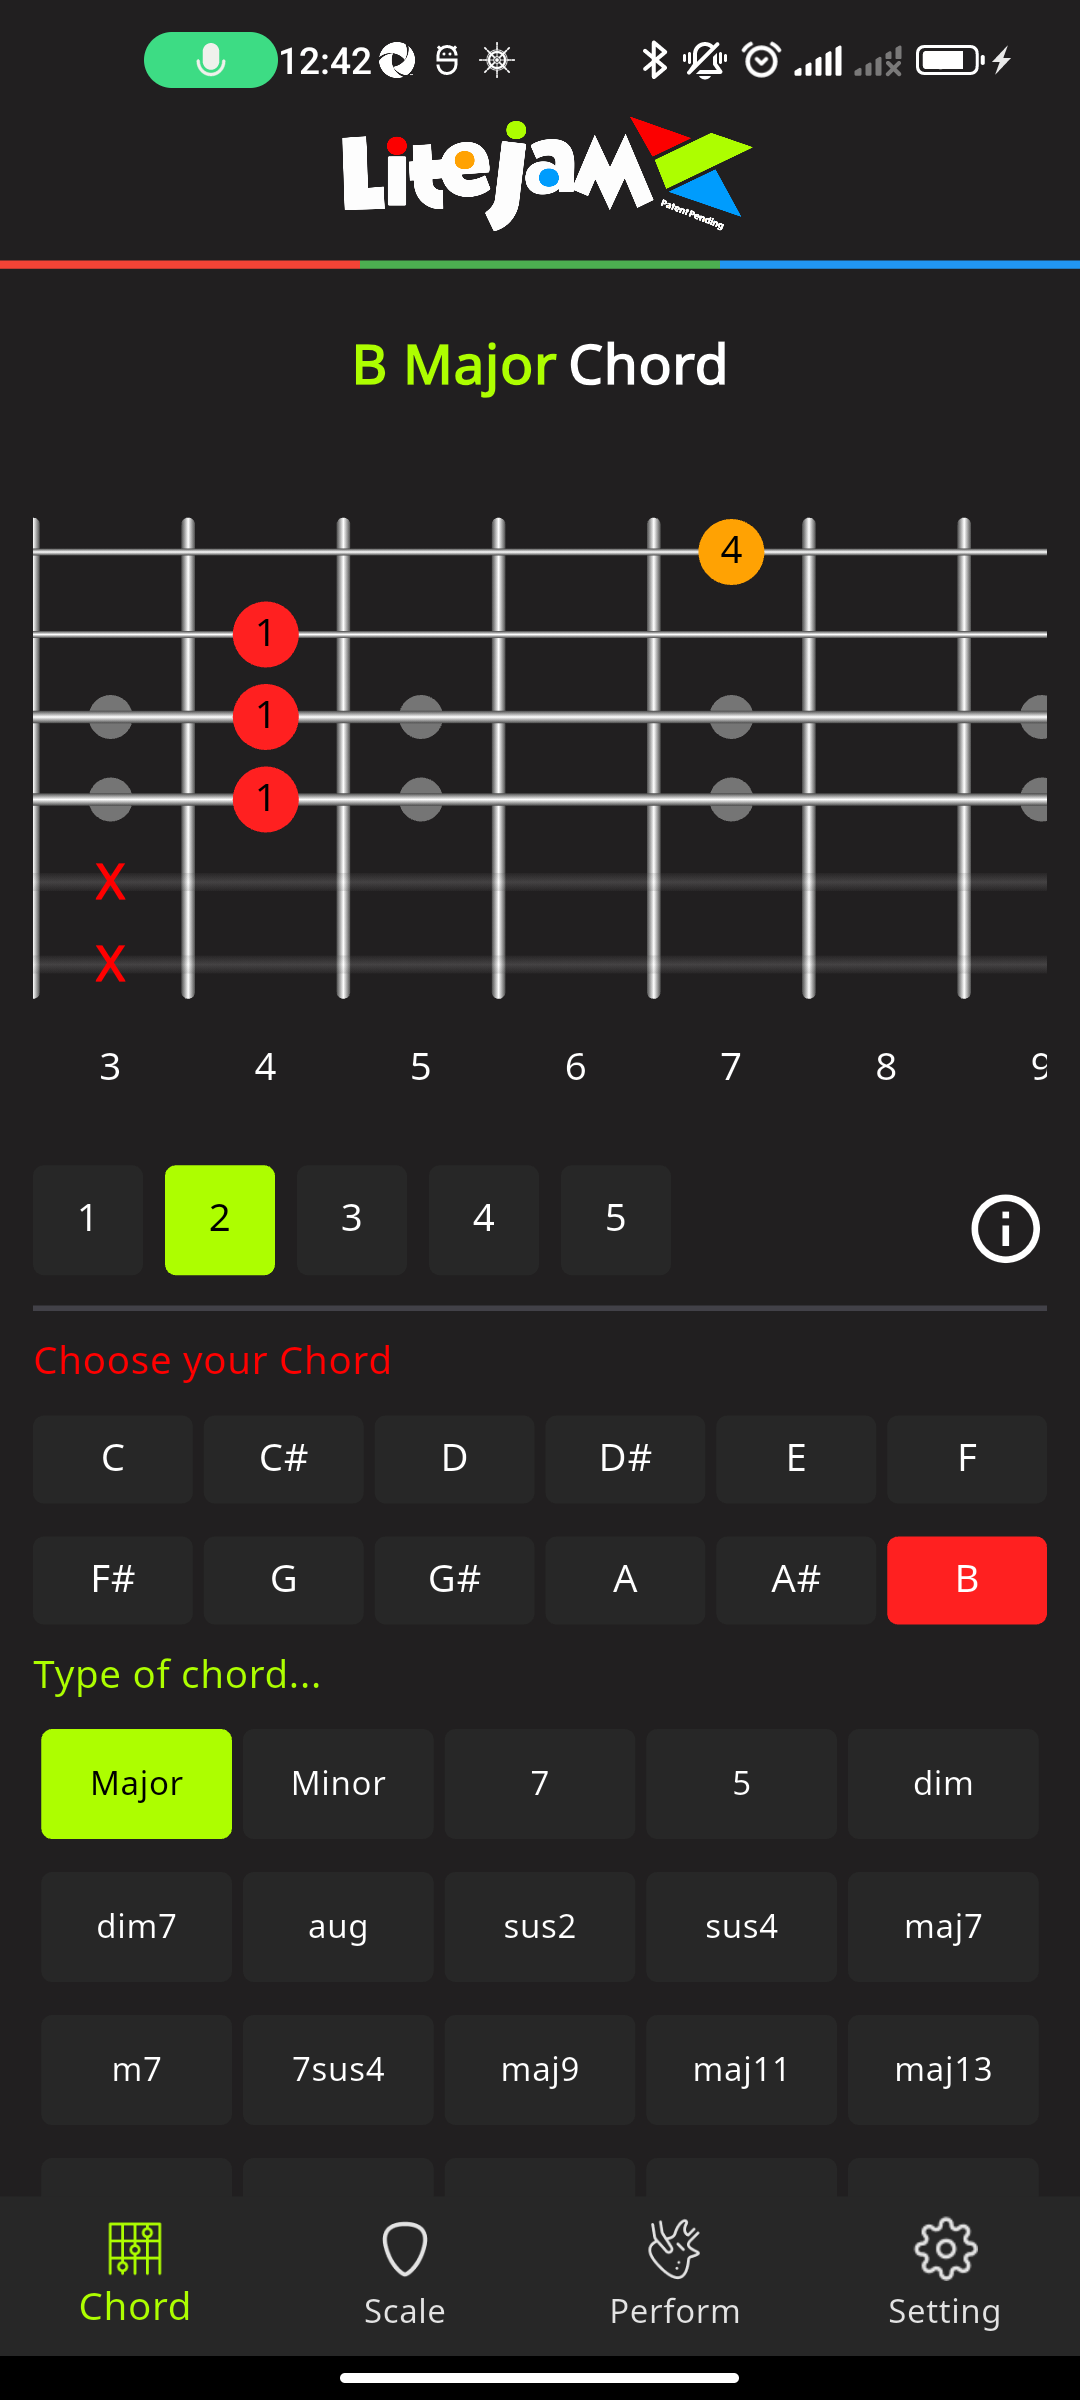 12:42
Litejam
Patent Pending
B Major Chord
4
1
1
1
X
X
3 4 5 6 7 8 9
1 2 3 4 5
Choose your Chord
C C# D D# E F
F# G G# A A# B
Type of chord...
Major Minor 7 5 dim
dim7 aug sus2 sus4 maj7
m7 7sus4 maj9 maj11 maj13
Chord Scale Perform Setting